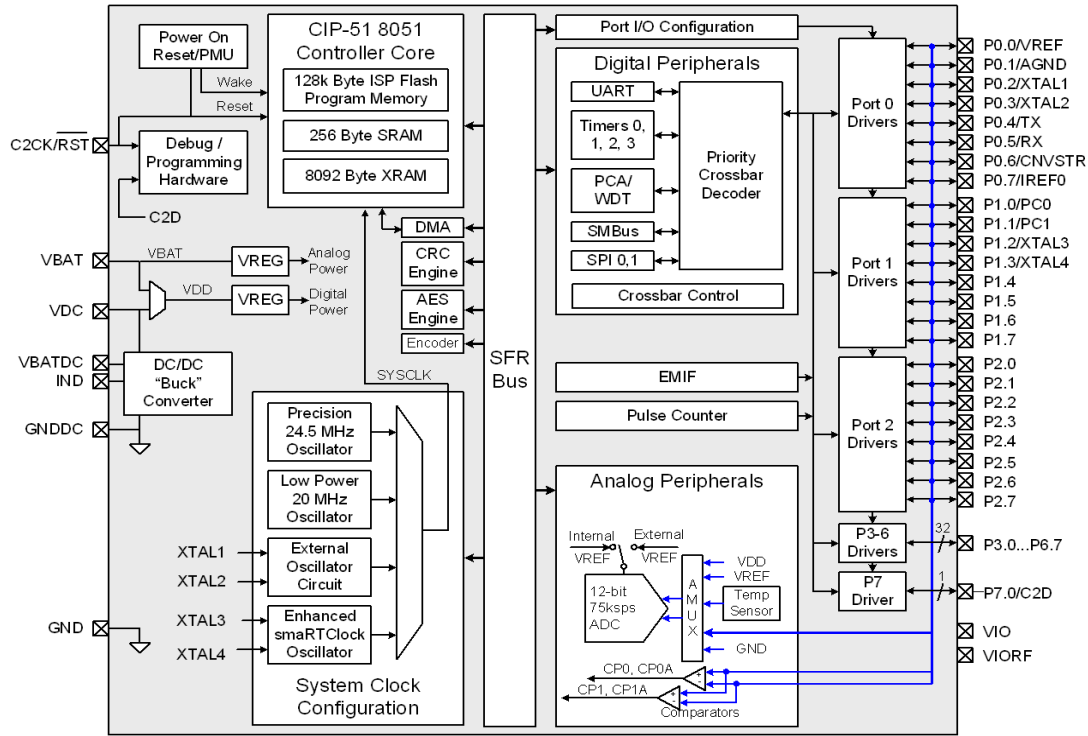 Power On
Reset/PMU
Wake
Reset
C2CK/RST
Debug /
Programming
Hardware
C2D
CIP-51 8051
Controller Core
128k Byte ISP Flash
Program Memory
256 Byte SRAM
8092 Byte XRAM
VBAT
VBAT
VREG
Analog
Power
VDD
VREG
Digital
Power
VDC
VBATDC
IND
DC/DC
“Buck”
Converter
GNDDC
DMA
CRC
Engine
AES
Engine
Encoder
SYSCLK
Precision
24.5 MHz
Oscillator
Low Power
20 MHz
Oscillator
XTAL1
XTAL2
External
Oscillator
Circuit
XTAL3
XTAL4
Enhanced
smaRTClock
Oscillator
GND
System Clock
Configuration
SFR
Bus
Port I/O Configuration
Digital Peripherals
UART
Timers 0,
1, 2, 3
PCA/
WDT
SMBus
SPI 0,1
Priority
Crossbar
Decoder
Crossbar Control
EMIF
Pulse Counter
Analog Peripherals
Internal
VREF
External
VREF
12-bit
75ksps
ADC
A
M
U
X
VDD
VREF
Temp
Sensor
GND
CP0, CP0A
CP1, CP1A
+
-
+
-
Comparators
Port 0
Drivers
Port 1
Drivers
Port 2
Drivers
P3-6
Drivers
P7
Driver
32
1
P0.0/VREF
P0.1/AGND
P0.2/XTAL1
P0.3/XTAL2
P0.4/TX
P0.5/RX
P0.6/CNVSTR
P0.7/IREF0
P1.0/PC0
P1.1/PC1
P1.2/XTAL3
P1.3/XTAL4
P1.4
P1.5
P1.6
P1.7
P2.0
P2.1
P2.2
P2.3
P2.4
P2.5
P2.6
P2.7
P3.0...P6.7
P7.0/C2D
VIO
VIORF